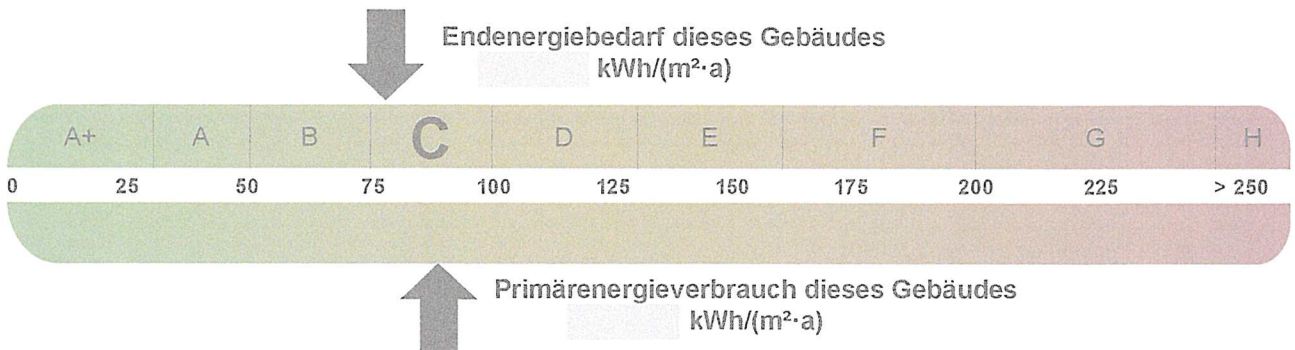 Endenergiebedarf dieses Gebäudes
kWh/(m²·a)
A+ A B C D E F G H
0 25 50 75 100 125 150 175 200 225 > 250
Primärenergieverbrauch dieses Gebäudes
kWh/(m²·a)